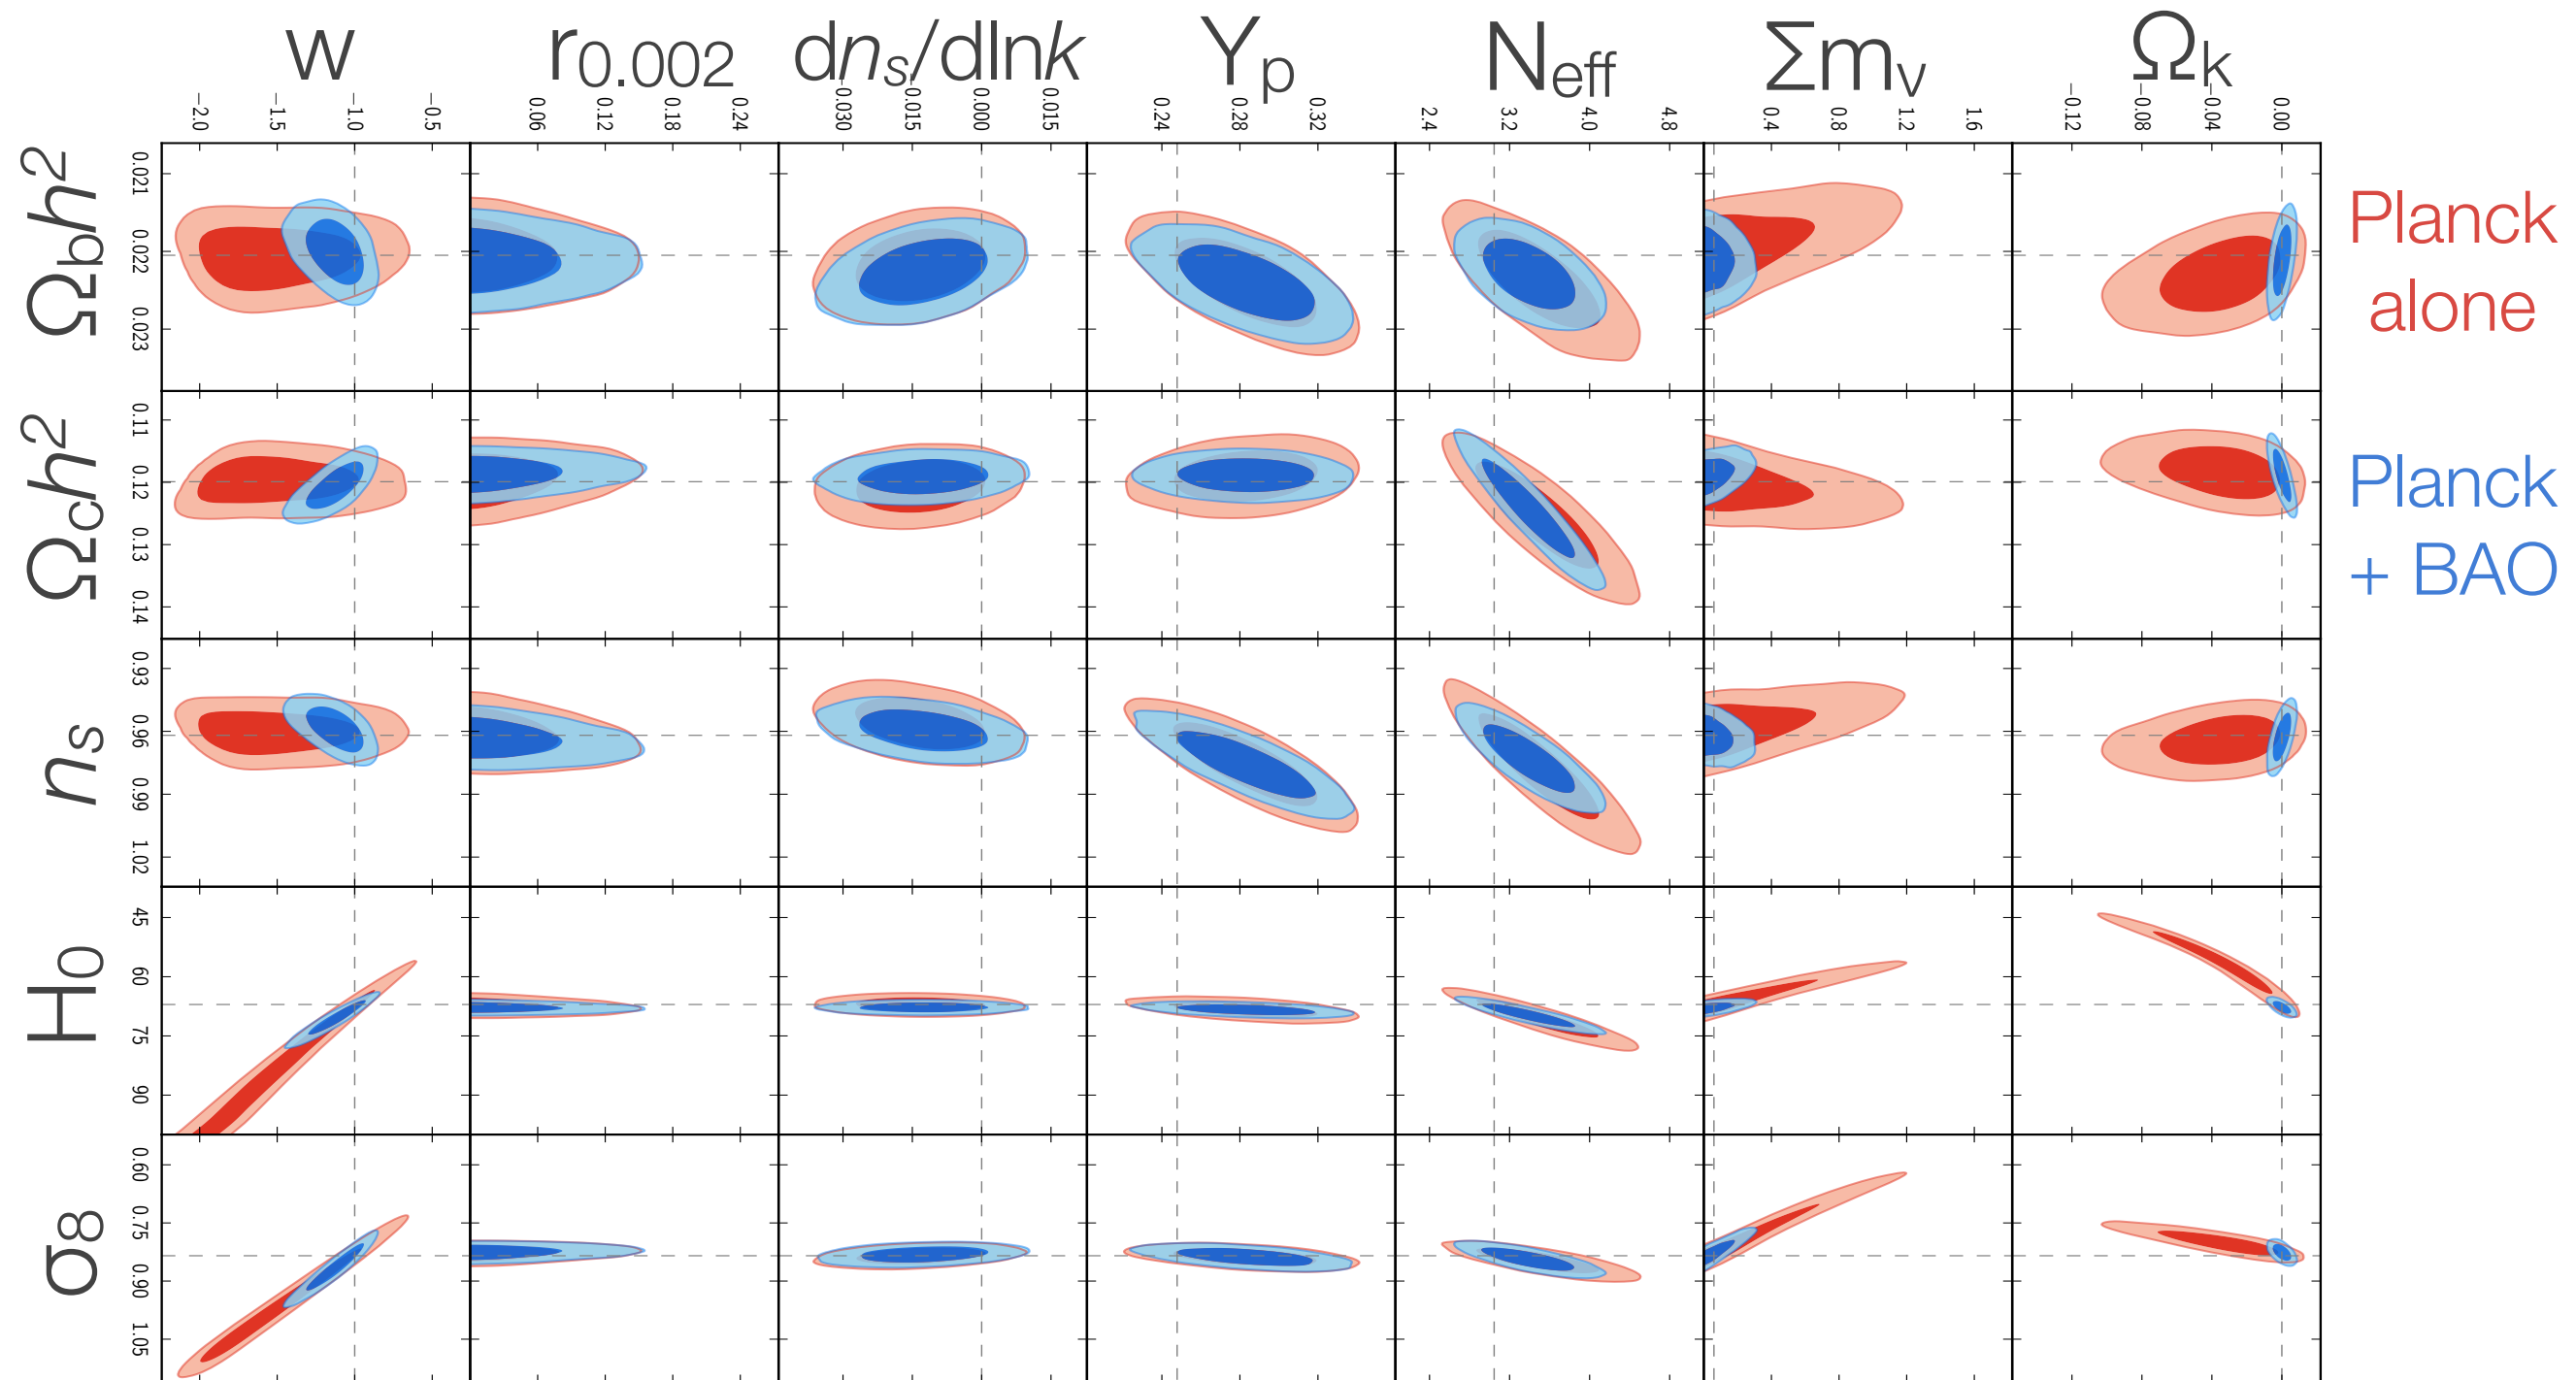 w r0.002 dns/dlnk Yp Neff Σmν Ωk
−2.0 −1.5 −1.0 −0.5 0.06 0.12 0.18 0.24 −0.030 −0.015 0.000 0.015 0.24 0.28 0.32 2.4 3.2 4.0 4.8 0.4 0.8 1.2 1.6 −0.12 −0.08 −0.04 0.00
Ωbh2
0.021
0.022
0.023
Ωch2
0.11
0.12
0.13
0.14
ns
0.93
0.96
0.99
1.02
H0
45
60
75
90
σ8
0.60
0.75
0.90
1.05
Planck
alone
Planck
+ BAO